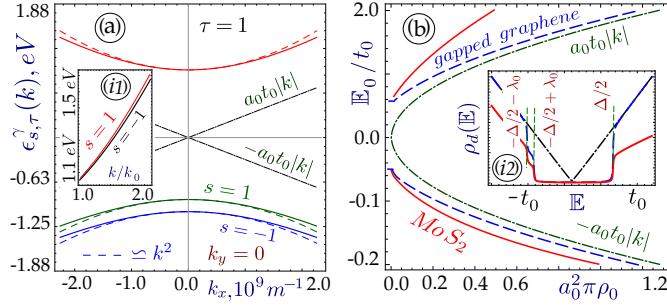 1.88
ⓐ
τ = 1
1.25
ϵ^γ_{s,τ}(k), eV
a₀t₀|k|
(i1)
1.5 eV
s = 1
s = -1
k/k₀
1.1 eV
1.0
2.0
-a₀t₀|k|
0.0
-0.63
-1.25
-1.88
s = 1
s = -1
≃ k²
k_y = 0
-2.0
-1.0
0.0
1.0
2.0
k_x, 10⁹ m⁻¹
ⓑ
𝔼₀/t₀
0.2
0.1
0.0
-0.1
-0.2
gapped graphene
a₀t₀|k|
ρ_d(𝔼)
-Δ/2 - λ₀
-Δ/2 + λ₀
Δ/2
(i2)
-t₀
𝔼
t₀
-a₀t₀|k|
MoS₂
0.0
0.2
0.4
0.6
0.8
1.2
a₀²πρ₀